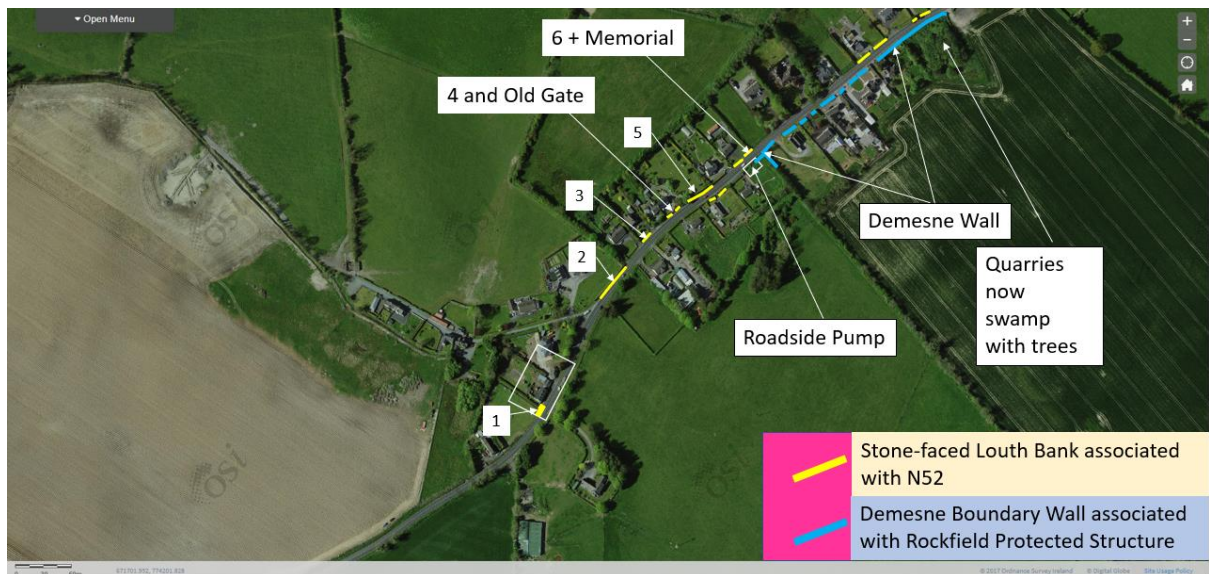 Open Menu
6 + Memorial
4 and Old Gate
5
3
2
1
Demesne Wall
Quarries
now
swamp
with trees
Roadside Pump
Stone-faced Louth Bank associated
with N52
Demesne Boundary Wall associated
with Rockfield Protected Structure
osi
osi
osi
© 2017 Ordnance Survey Ireland © Digital Globe Site Usage Policy